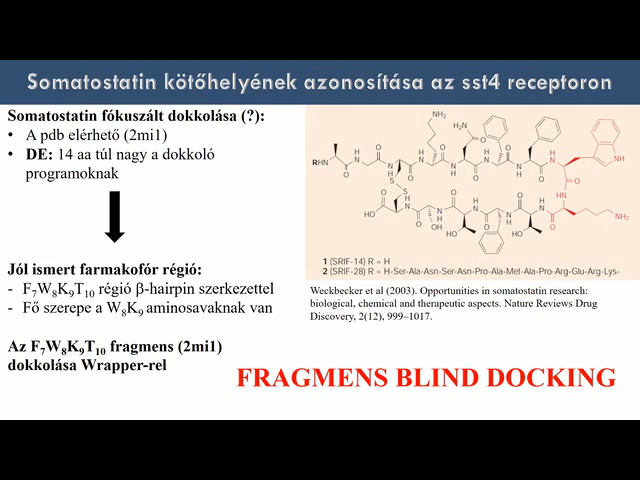 Somatostatin kötőhelyének azonosítása az sst4 receptoron
Somatostatin fókuszált dokkolása (?):
• A pdb elérhető (2mi1)
• DE: 14 aa túl nagy a dokkoló
programoknak
Jól ismert farmakofór régió:
- F₇W₈K₉T₁₀ régió β-hairpin szerkezettel
- Fő szerepe a W₈K₉ aminosavaknak van
Az F₇W₈K₉T₁₀ fragmens (2mi1)
dokkolása Wrapper-rel
1 (SRIF-14) R = H
2 (SRIF-28) R = H-Ser-Ala-Asn-Ser-Asn-Pro-Ala-Met-Ala-Pro-Arg-Glu-Arg-Lys-
Weckbecker et al (2003). Opportunities in somatostatin research:
biological, chemical and therapeutic aspects. Nature Reviews Drug
Discovery, 2(12), 999–1017.
FRAGMENS BLIND DOCKING